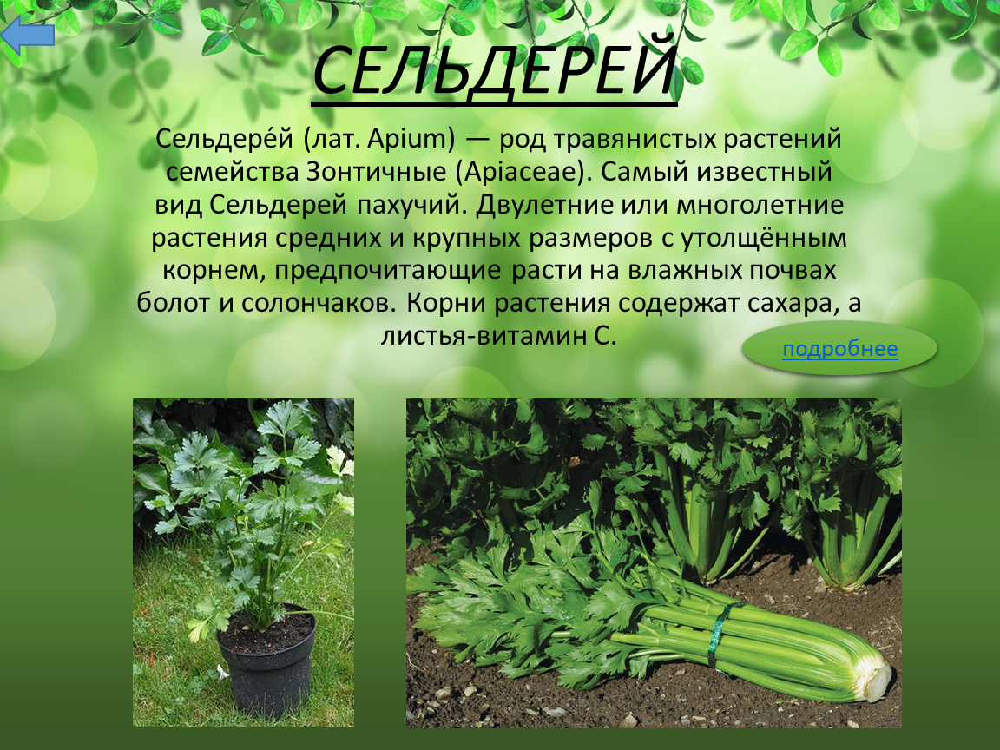 СЕЛЬДЕРЕЙ
Сельдере́й (лат. Apium) — род травянистых растений
семейства Зонтичные (Apiaceae). Самый известный
вид Сельдерей пахучий. Двулетние или многолетние
растения средних и крупных размеров с утолщённым
корнем, предпочитающие расти на влажных почвах
болот и солончаков. Корни растения содержат сахара, а
листья-витамин С.
подробнее